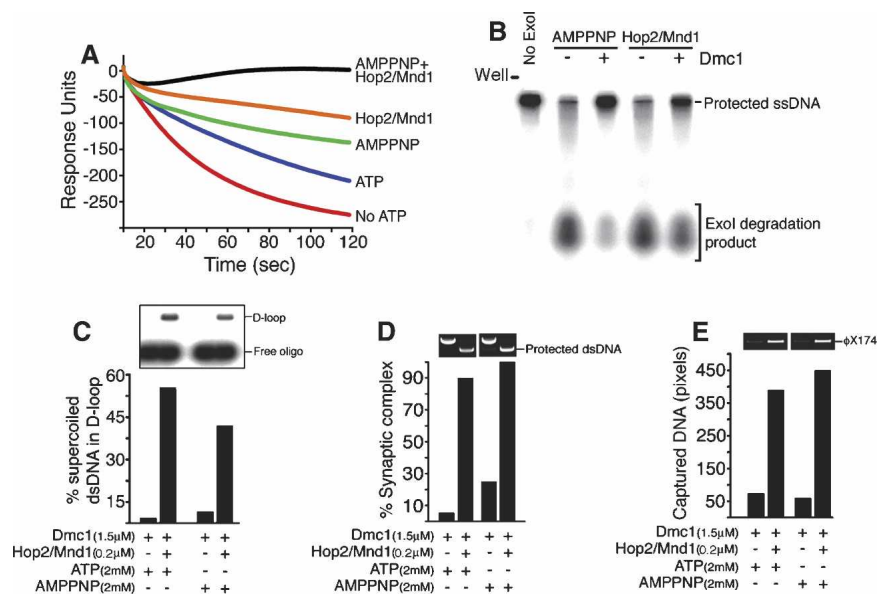 A
Response Units
0
-50
-100
-150
-200
-250
20 40 60 80 100 120
Time (sec)
AMPPNP+
Hop2/Mnd1
Hop2/Mnd1
AMPPNP
ATP
No ATP
B
No ExoI
AMPPNP Hop2/Mnd1
- + - + Dmc1
Well
Protected ssDNA
ExoI degradation
product
C
D-loop
Free oligo
% supercoiled
dsDNA in D-loop
60
45
30
15
Dmc1(1.5µM) + + + +
Hop2/Mnd1(0.2µM) - + - +
ATP(2mM) + + - -
AMPPNP(2mM) - - + +
D
Protected dsDNA
% Synaptic complex
90
70
50
30
10
Dmc1(1.5µM) + + + +
Hop2/Mnd1(0.2µM) - + - +
ATP(2mM) + + - -
AMPPNP(2mM) - - + +
E
ϕX174
Captured DNA (pixels)
450
350
250
150
50
Dmc1(1.5µM) + + + +
Hop2/Mnd1(0.2µM) - + - +
ATP(2mM) + + - -
AMPPNP(2mM) - - + +